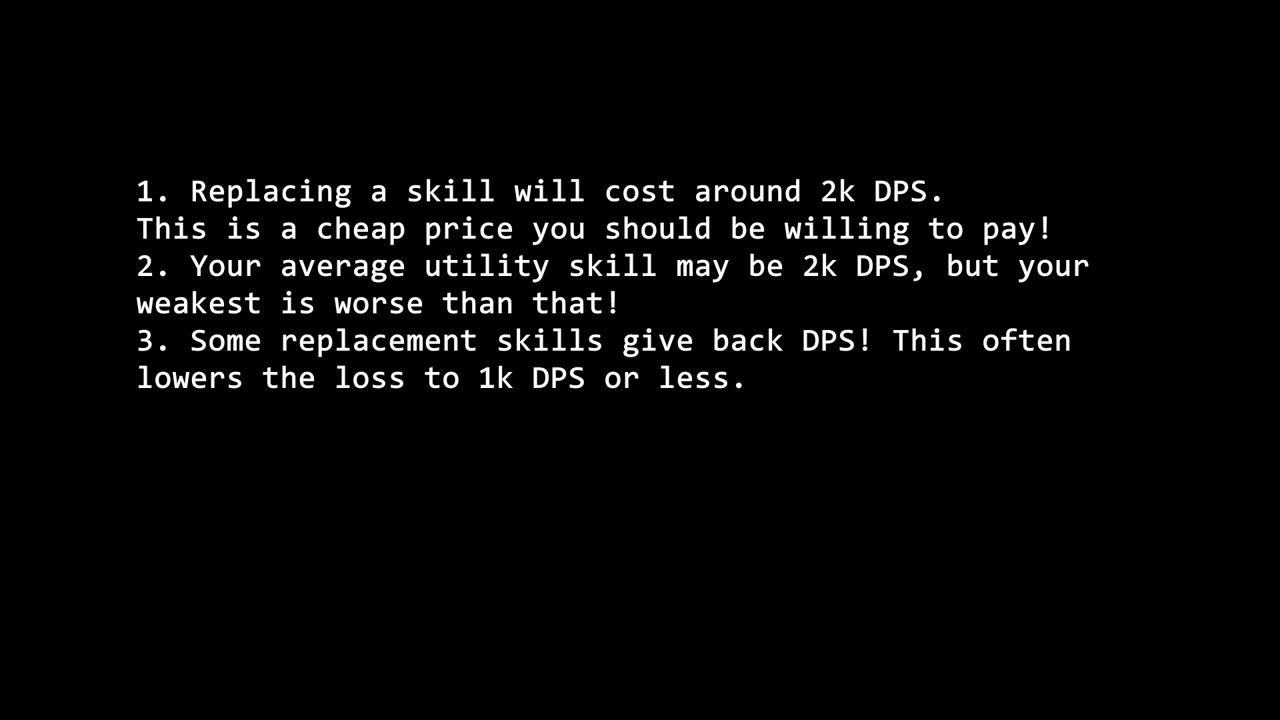 1. Replacing a skill will cost around 2k DPS.
This is a cheap price you should be willing to pay!
2. Your average utility skill may be 2k DPS, but your
weakest is worse than that!
3. Some replacement skills give back DPS! This often
lowers the loss to 1k DPS or less.